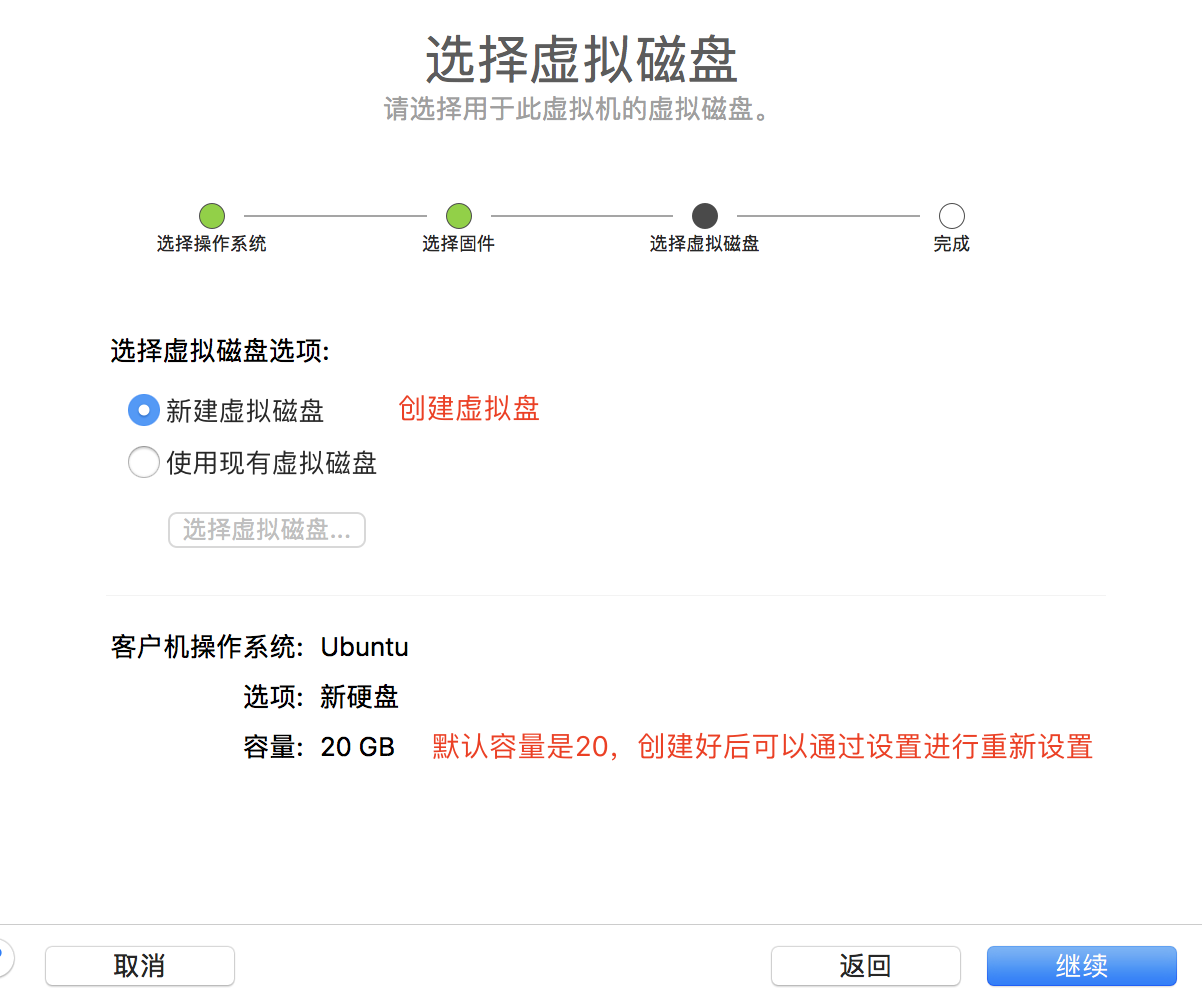 选择虚拟磁盘
请选择用于此虚拟机的虚拟磁盘。
选择操作系统 选择固件 选择虚拟磁盘 完成
选择虚拟磁盘选项:
新建虚拟磁盘 创建虚拟盘
使用现有虚拟磁盘
选择虚拟磁盘...
客户机操作系统: Ubuntu
选项: 新硬盘
容量: 20 GB 默认容量是20，创建好后可以通过设置进行重新设置
取消 返回 继续